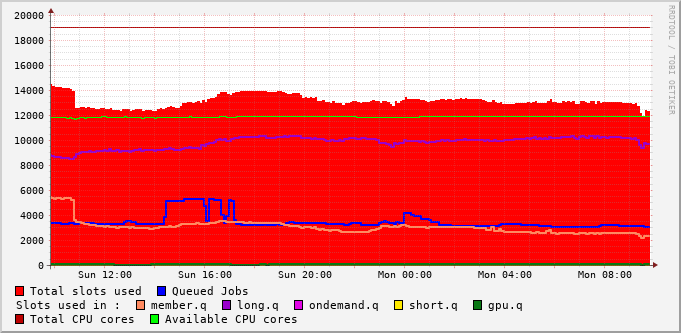 20000
18000
16000
14000
12000
10000
8000
6000
4000
2000
0
Sun 12:00 Sun 16:00 Sun 20:00 Mon 00:00 Mon 04:00 Mon 08:00
RRDTOOL / TOBI OETIKER
Total slots used Queued Jobs
Slots used in : member.q long.q ondemand.q short.q gpu.q
Total CPU cores Available CPU cores